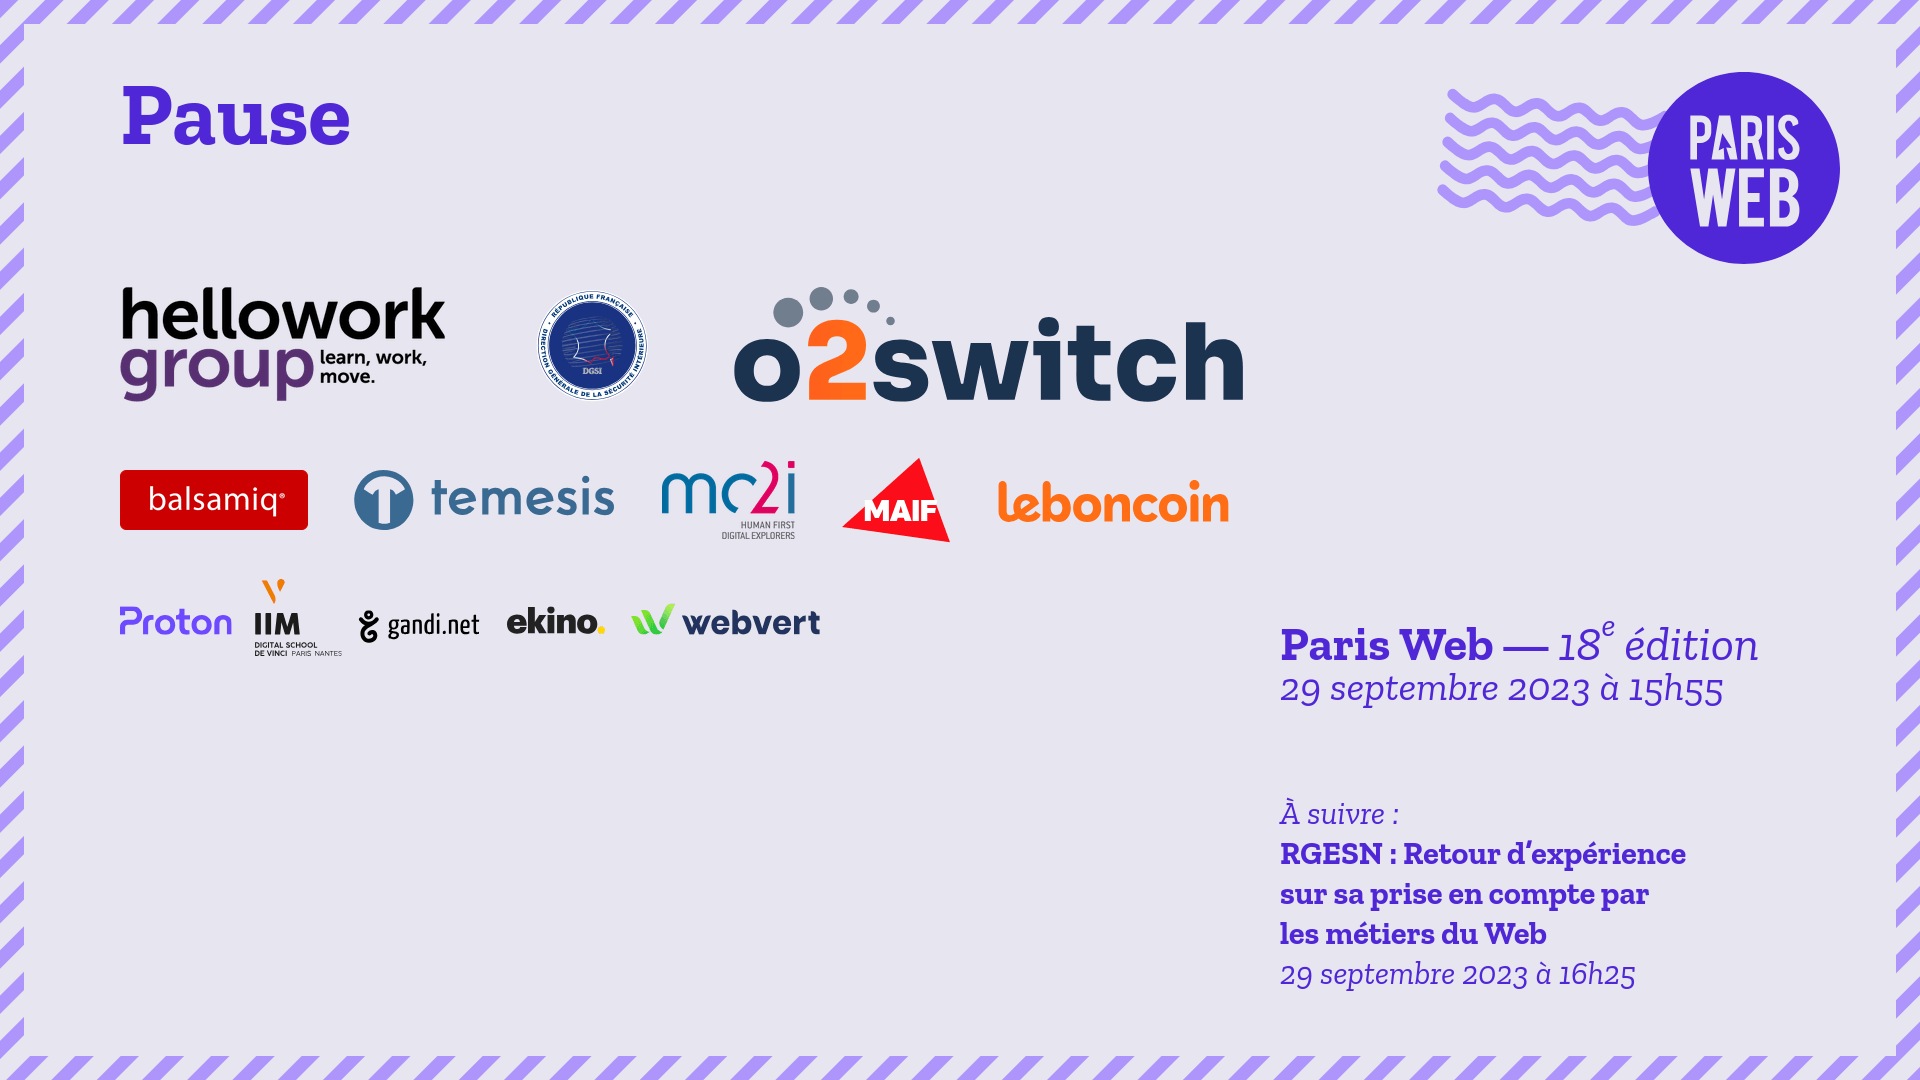 Pause
PARIS
WEB
hellowork
group learn, work,
move.
RÉPUBLIQUE FRANÇAISE
DGSI
DIRECTION GÉNÉRALE DE LA SÉCURITÉ INTÉRIEURE
o2switch
balsamiq®
temesis
mc2i
HUMAN FIRST
DIGITAL EXPLORERS
MAIF
leboncoin
Proton
IIM
DIGITAL SCHOOL
DE VINCI PARIS NANTES
gandi.net
ekino.
webvert
Paris Web — 18e édition
29 septembre 2023 à 15h55
À suivre :
RGESN : Retour d’expérience
sur sa prise en compte par
les métiers du Web
29 septembre 2023 à 16h25